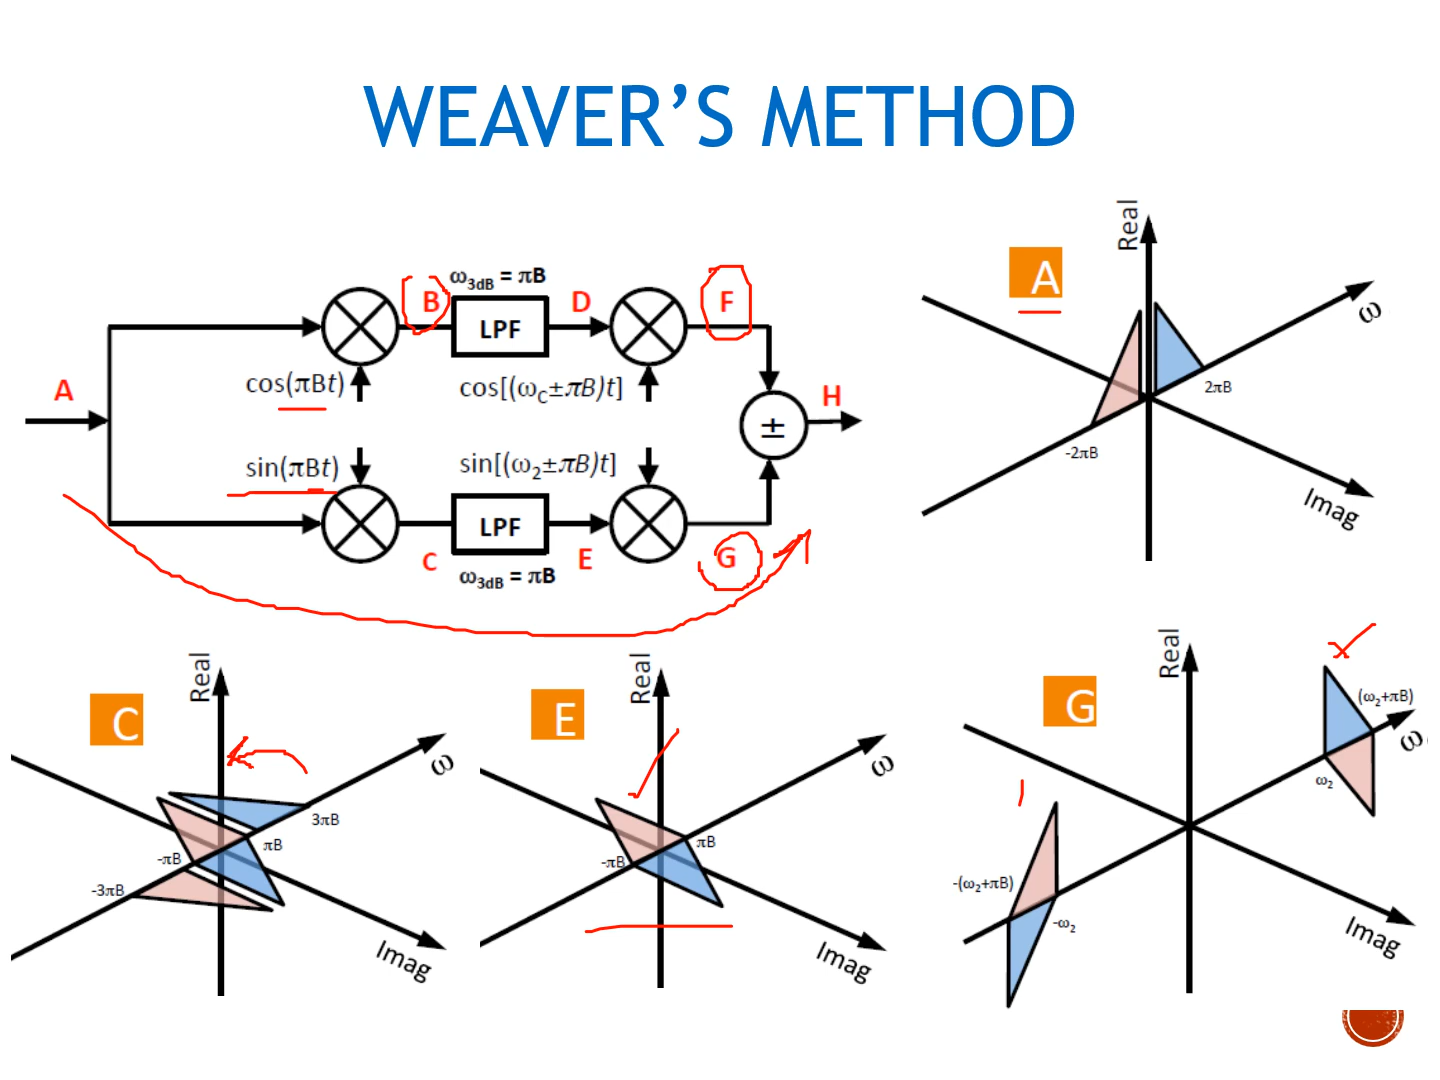 WEAVER'S METHOD
A
cos(πBt)
sin(πBt)
B
ω3dB = πB
LPF
D
cos[(ωC±πB)t]
F
H
±
sin[(ω2±πB)t]
LPF
C
ω3dB = πB
E
G
A
Real
ω
2πB
-2πB
Imag
C
Real
ω
3πB
πB
-πB
-3πB
Imag
E
Real
ω
πB
-πB
Imag
G
Real
(ω2+πB)
ω
ω2
-(ω2+πB)
-ω2
Imag